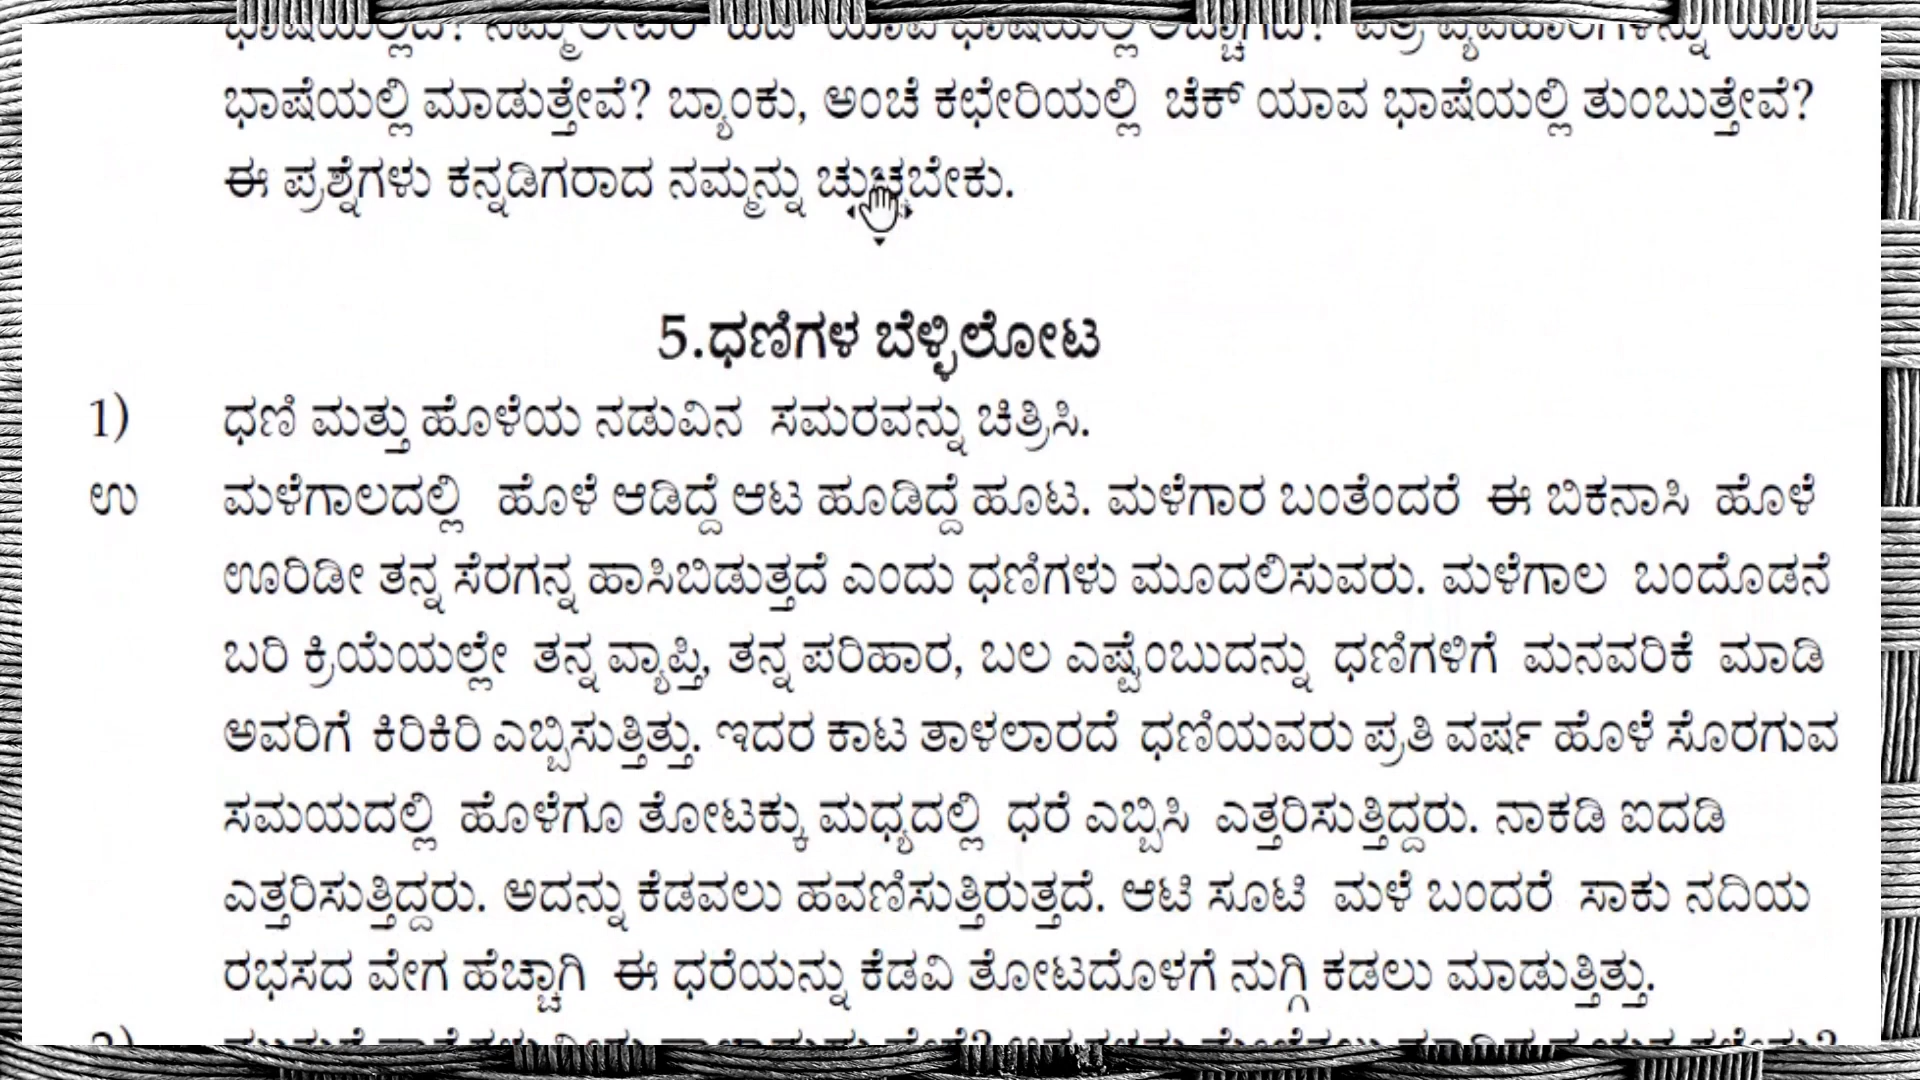 ಭಾಷೆಯಲ್ಲಿ ಮಾಡುತ್ತೇವೆ? ಬ್ಯಾಂಕು, ಅಂಚೆ ಕಛೇರಿಯಲ್ಲಿ ಚೆಕ್ ಯಾವ ಭಾಷೆಯಲ್ಲಿ ತುಂಬುತ್ತೇವೆ?
ಈ ಪ್ರಶ್ನೆಗಳು ಕನ್ನಡಿಗರಾದ ನಮ್ಮನ್ನು ಚುಚ್ಚಬೇಕು.
5.ಧಣಿಗಳ ಬೆಳ್ಳಿಲೋಟ
1) ಧಣಿ ಮತ್ತು ಹೊಳೆಯ ನಡುವಿನ ಸಮರವನ್ನು ಚಿತ್ರಿಸಿ.
ಉ ಮಳೆಗಾಲದಲ್ಲಿ ಹೊಳೆ ಆಡಿದ್ದೆ ಆಟ ಹೂಡಿದ್ದೆ ಹೂಟ. ಮಳೆಗಾರ ಬಂತೆಂದರೆ ಈ ಬಿಕನಾಸಿ ಹೊಳೆ
ಊರಿಡೀ ತನ್ನ ಸೆರಗನ್ನ ಹಾಸಿಬಿಡುತ್ತದೆ ಎಂದು ಧಣಿಗಳು ಮೂದಲಿಸುವರು. ಮಳೆಗಾಲ ಬಂದೊಡನೆ
ಬರಿ ಕ್ರಿಯೆಯಲ್ಲೇ ತನ್ನ ವ್ಯಾಪ್ತಿ, ತನ್ನ ಪರಿಹಾರ, ಬಲ ಎಷ್ಟೆಂಬುದನ್ನು ಧಣಿಗಳಿಗೆ ಮನವರಿಕೆ ಮಾಡಿ
ಅವರಿಗೆ ಕಿರಿಕಿರಿ ಎಬ್ಬಿಸುತ್ತಿತ್ತು. ಇದರ ಕಾಟ ತಾಳಲಾರದೆ ಧಣಿಯವರು ಪ್ರತಿ ವರ್ಷ ಹೊಳೆ ಸೊರಗುವ
ಸಮಯದಲ್ಲಿ ಹೊಳೆಗೂ ತೋಟಕ್ಕು ಮಧ್ಯದಲ್ಲಿ ಧರೆ ಎಬ್ಬಿಸಿ ಎತ್ತರಿಸುತ್ತಿದ್ದರು. ನಾಕಡಿ ಐದಡಿ
ಎತ್ತರಿಸುತ್ತಿದ್ದರು. ಅದನ್ನು ಕೆಡವಲು ಹವಣಿಸುತ್ತಿರುತ್ತದೆ. ಆಟಿ ಸೂಟಿ ಮಳೆ ಬಂದರೆ ಸಾಕು ನದಿಯ
ರಭಸದ ವೇಗ ಹೆಚ್ಚಾಗಿ ಈ ಧರೆಯನ್ನು ಕೆಡವಿ ತೋಟದೊಳಗೆ ನುಗ್ಗಿ ಕಡಲು ಮಾಡುತ್ತಿತ್ತು.